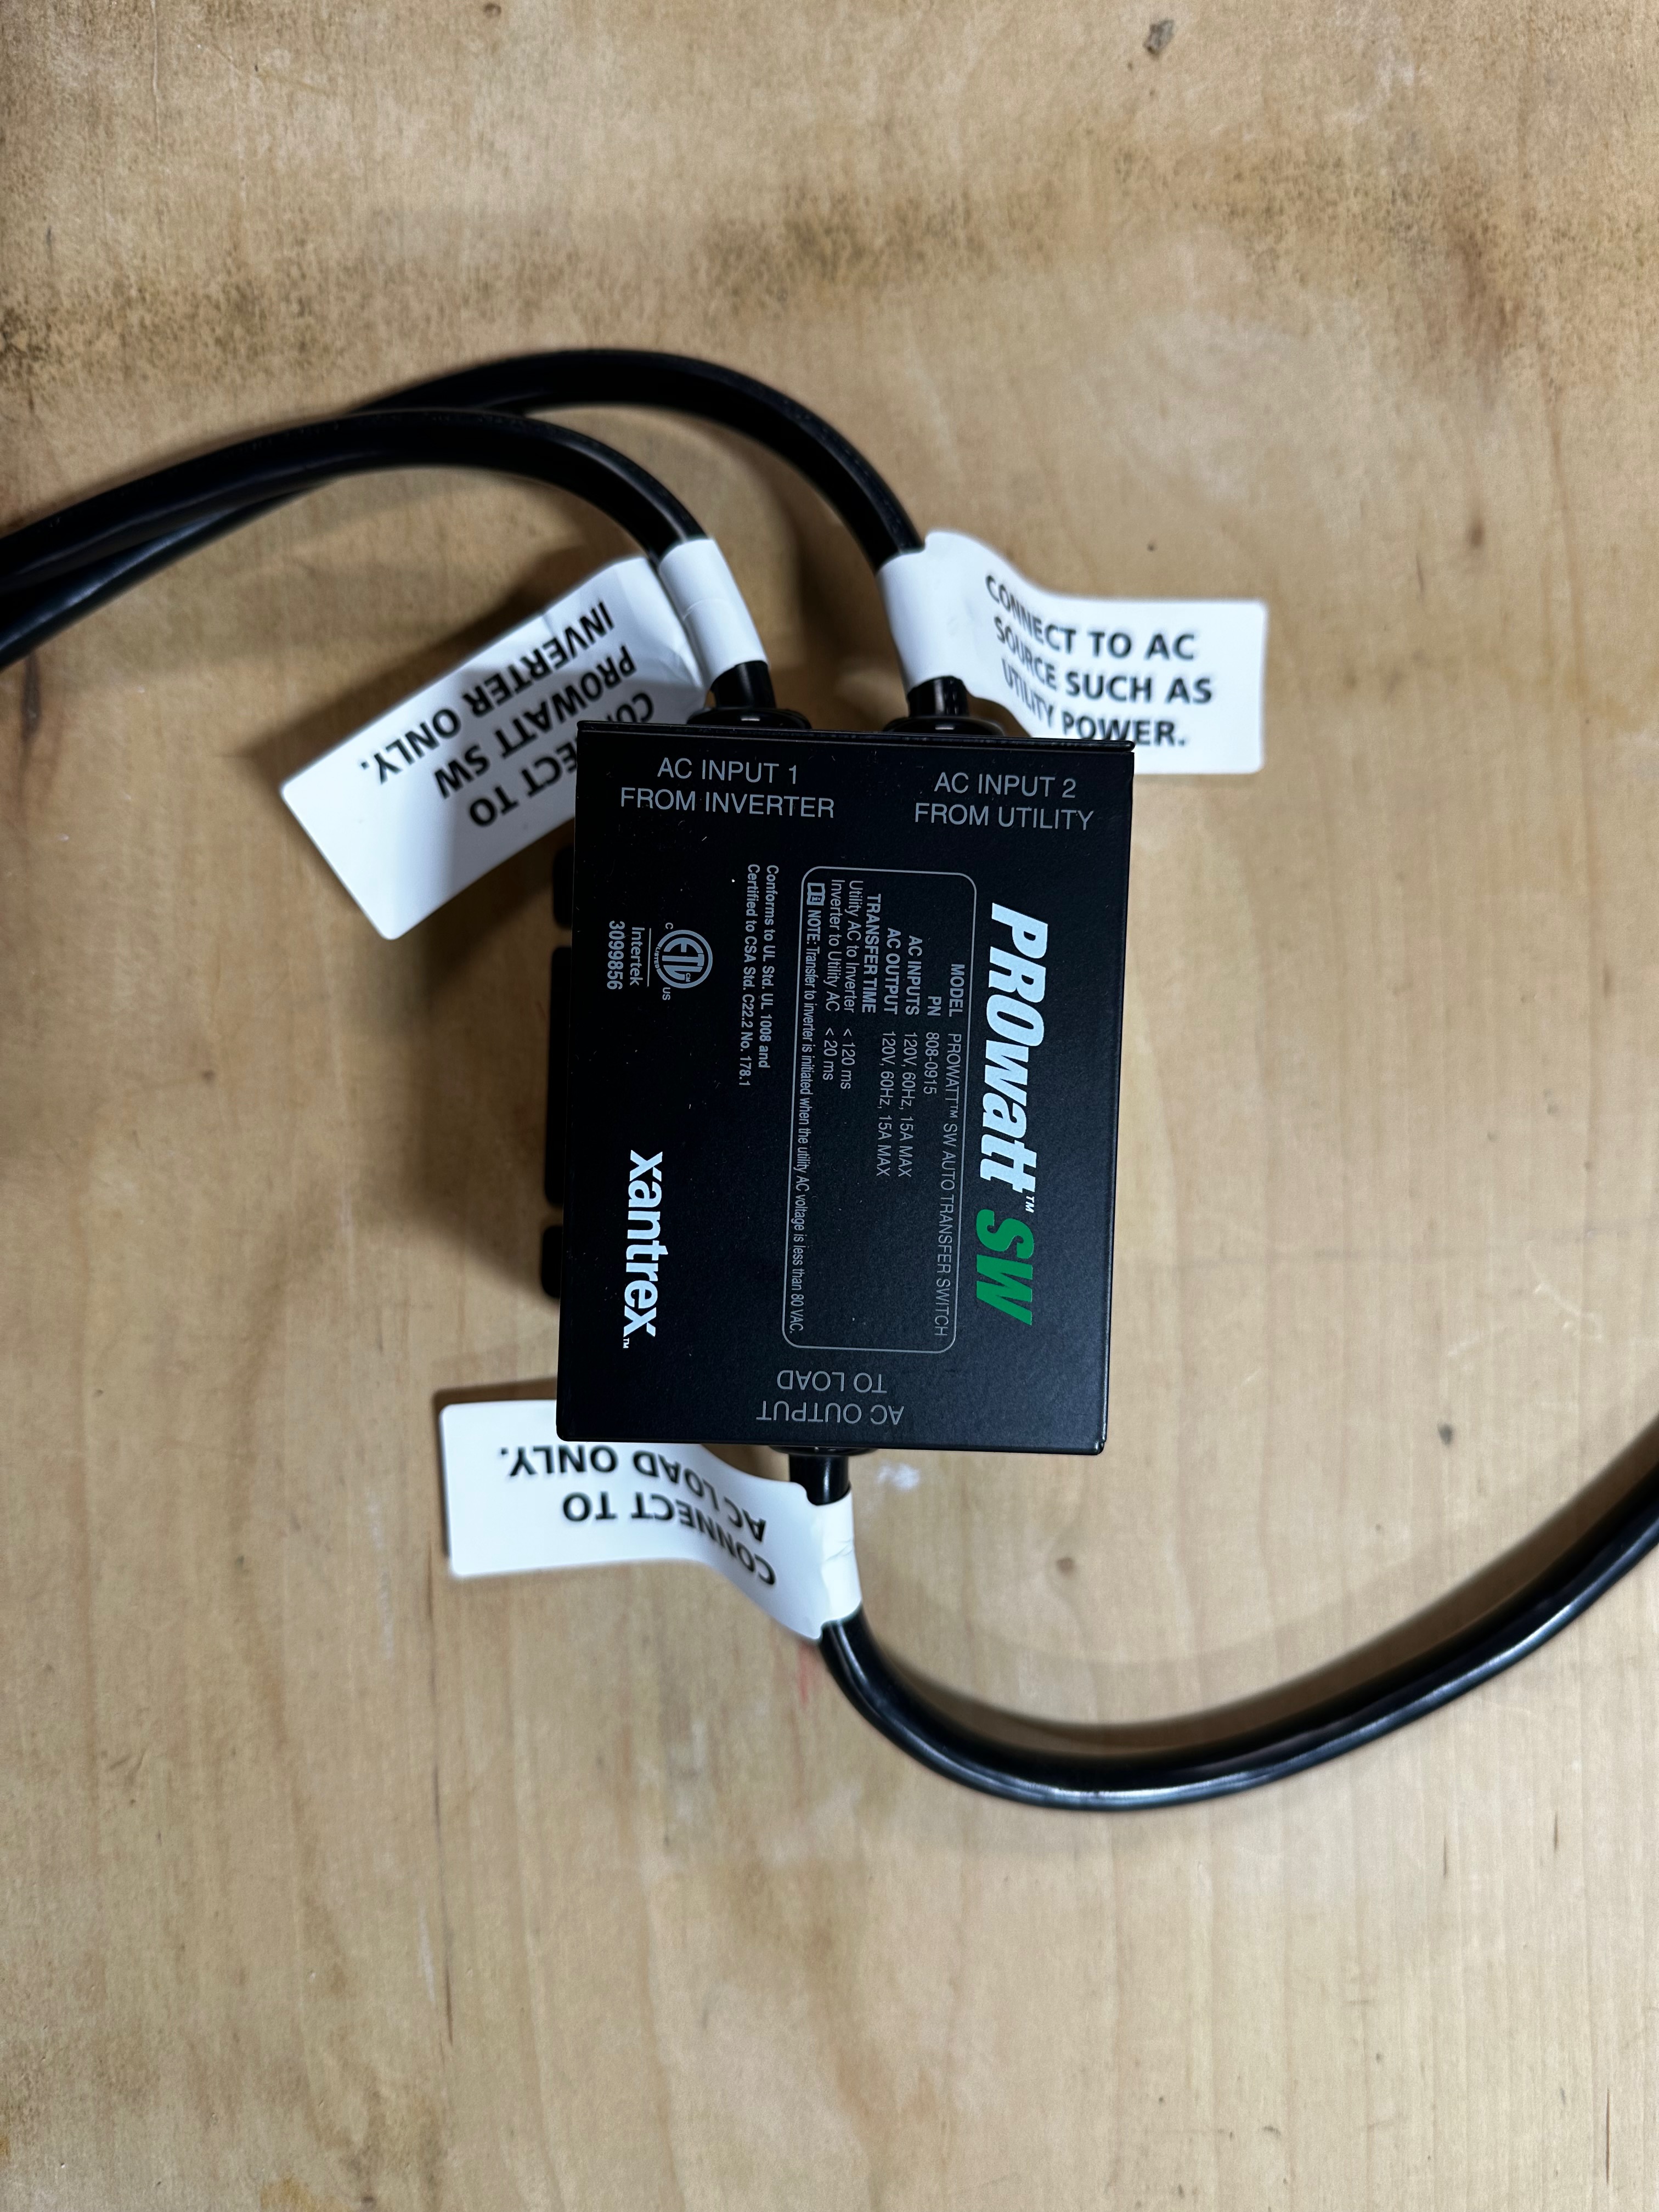 CONNECT TO AC
SOURCE SUCH AS
UTILITY POWER.
TO
PROWATT SW
INVERTER ONLY.
AC INPUT 1
FROM INVERTER
AC INPUT 2
FROM UTILITY
PROwatt™ SW
MODEL PROWATT™ SW AUTO TRANSFER SWITCH
PN 808-0915
AC INPUTS 120V, 60Hz, 15A MAX
AC OUTPUT 120V, 60Hz, 15A MAX
TRANSFER TIME
Utility AC to Inverter < 120 ms
Inverter to Utility AC < 20 ms
NOTE: Transfer to inverter is initiated when the utility AC voltage is less than 80 VAC.
Conforms to UL Std. UL 1008 and
Certified to CSA Std. C22.2 No. 178.1
C ETL US
Intertek
3099856
xantrex™
AC OUTPUT
TO LOAD
CONNECT TO
AC LOAD ONLY.